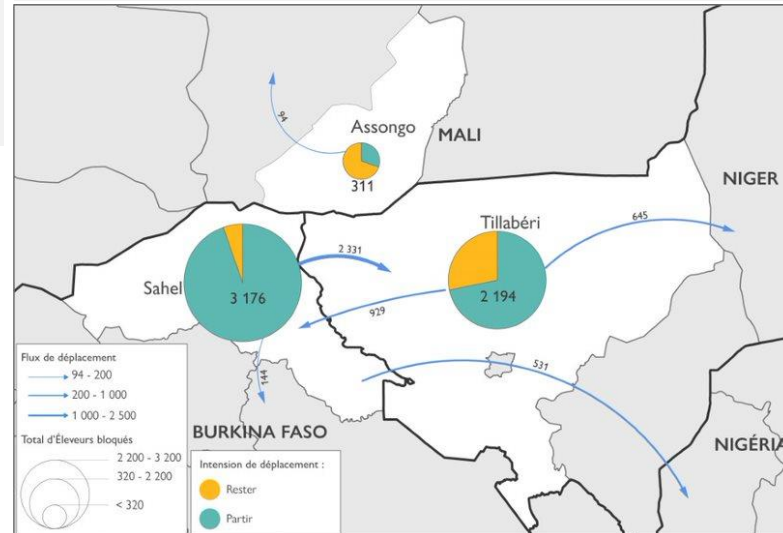 Assongo
MALI
94
311
NIGER
Tillabéri
645
2 331
Sahel
3 176
2 194
929
144
531
BURKINA FASO
NIGÉRIA
Flux de déplacement
94 - 200
200 - 1 000
1 000 - 2 500
Total d'Éleveurs bloqués
2 200 - 3 200
320 - 2 200
< 320
Intension de déplacement :
Rester
Partir